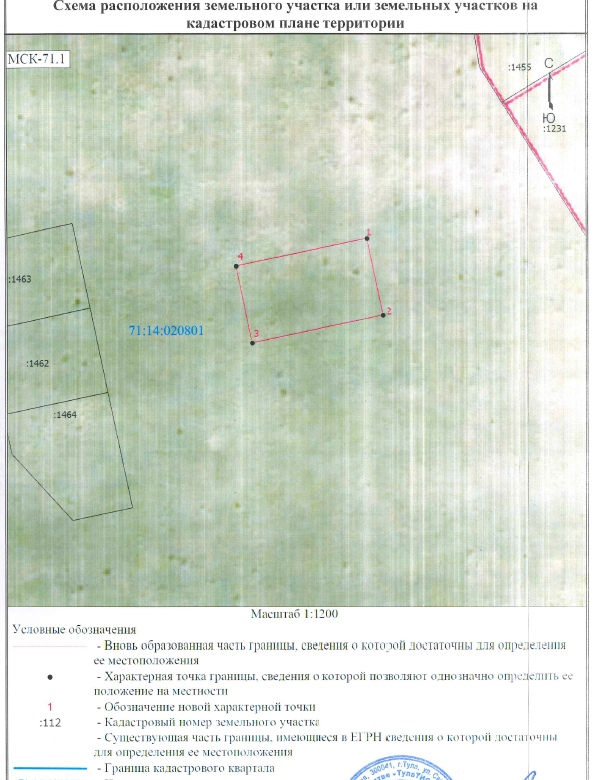 Схема расположения земельного участка или земельных участков на
кадастровом плане территории
МСК-71.1
:1455
С
Ю
:1231
1
4
:1463
2
71:14:020801
3
:1462
:1464
Масштаб 1:1200
Условные обозначения
- Вновь образованная часть границы, сведения о которой достаточны для определения
ее местоположения
- Характерная точка границы, сведения о которой позволяют однозначно определить ее
положение на местности
1 - Обозначение новой характерной точки
:112 - Кадастровый номер земельного участка
- Существующая часть границы, имеющиеся в ЕГРН сведения о которой достаточны
для определения ее местоположения
- Граница кадастрового квартала
300041, г. Тула, ул.